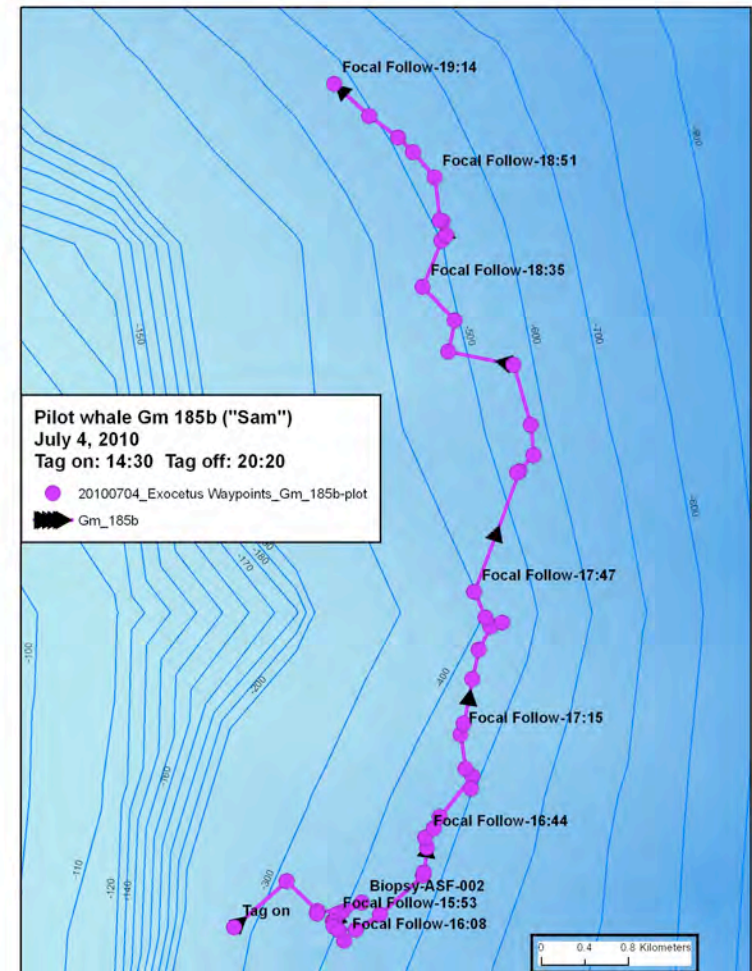 Focal Follow-19:14
-900
Focal Follow-18:51
Focal Follow-18:35
-150
-500
-600
-700
Pilot whale Gm 185b ("Sam")
July 4, 2010
Tag on: 14:30 Tag off: 20:20
20100704_Exocetus Waypoints_Gm_185b-plot
Gm_185b
-800
-180
-170
Focal Follow-17:47
-100
-200
-400
Focal Follow-17:15
-160
Focal Follow-16:44
-110
-120
-140
-300
Biopsy-ASF-002
Focal Follow-15:53
Tag on
Focal Follow-16:08
0 0.4 0.8 Kilometers